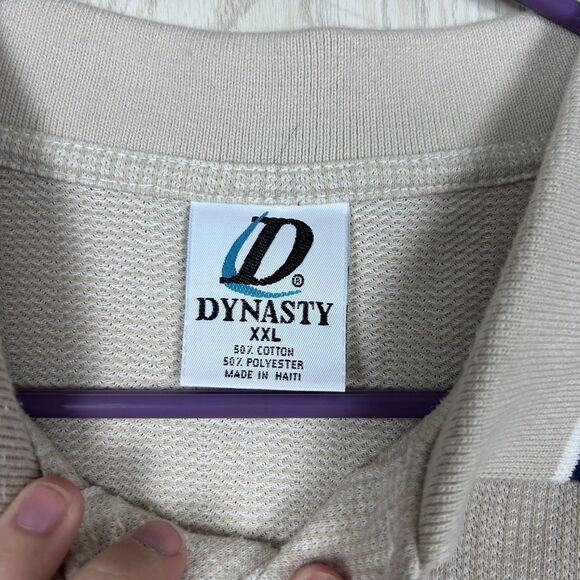 D®
DYNASTY
XXL
50% COTTON
50% POLYESTER
MADE IN HAITI